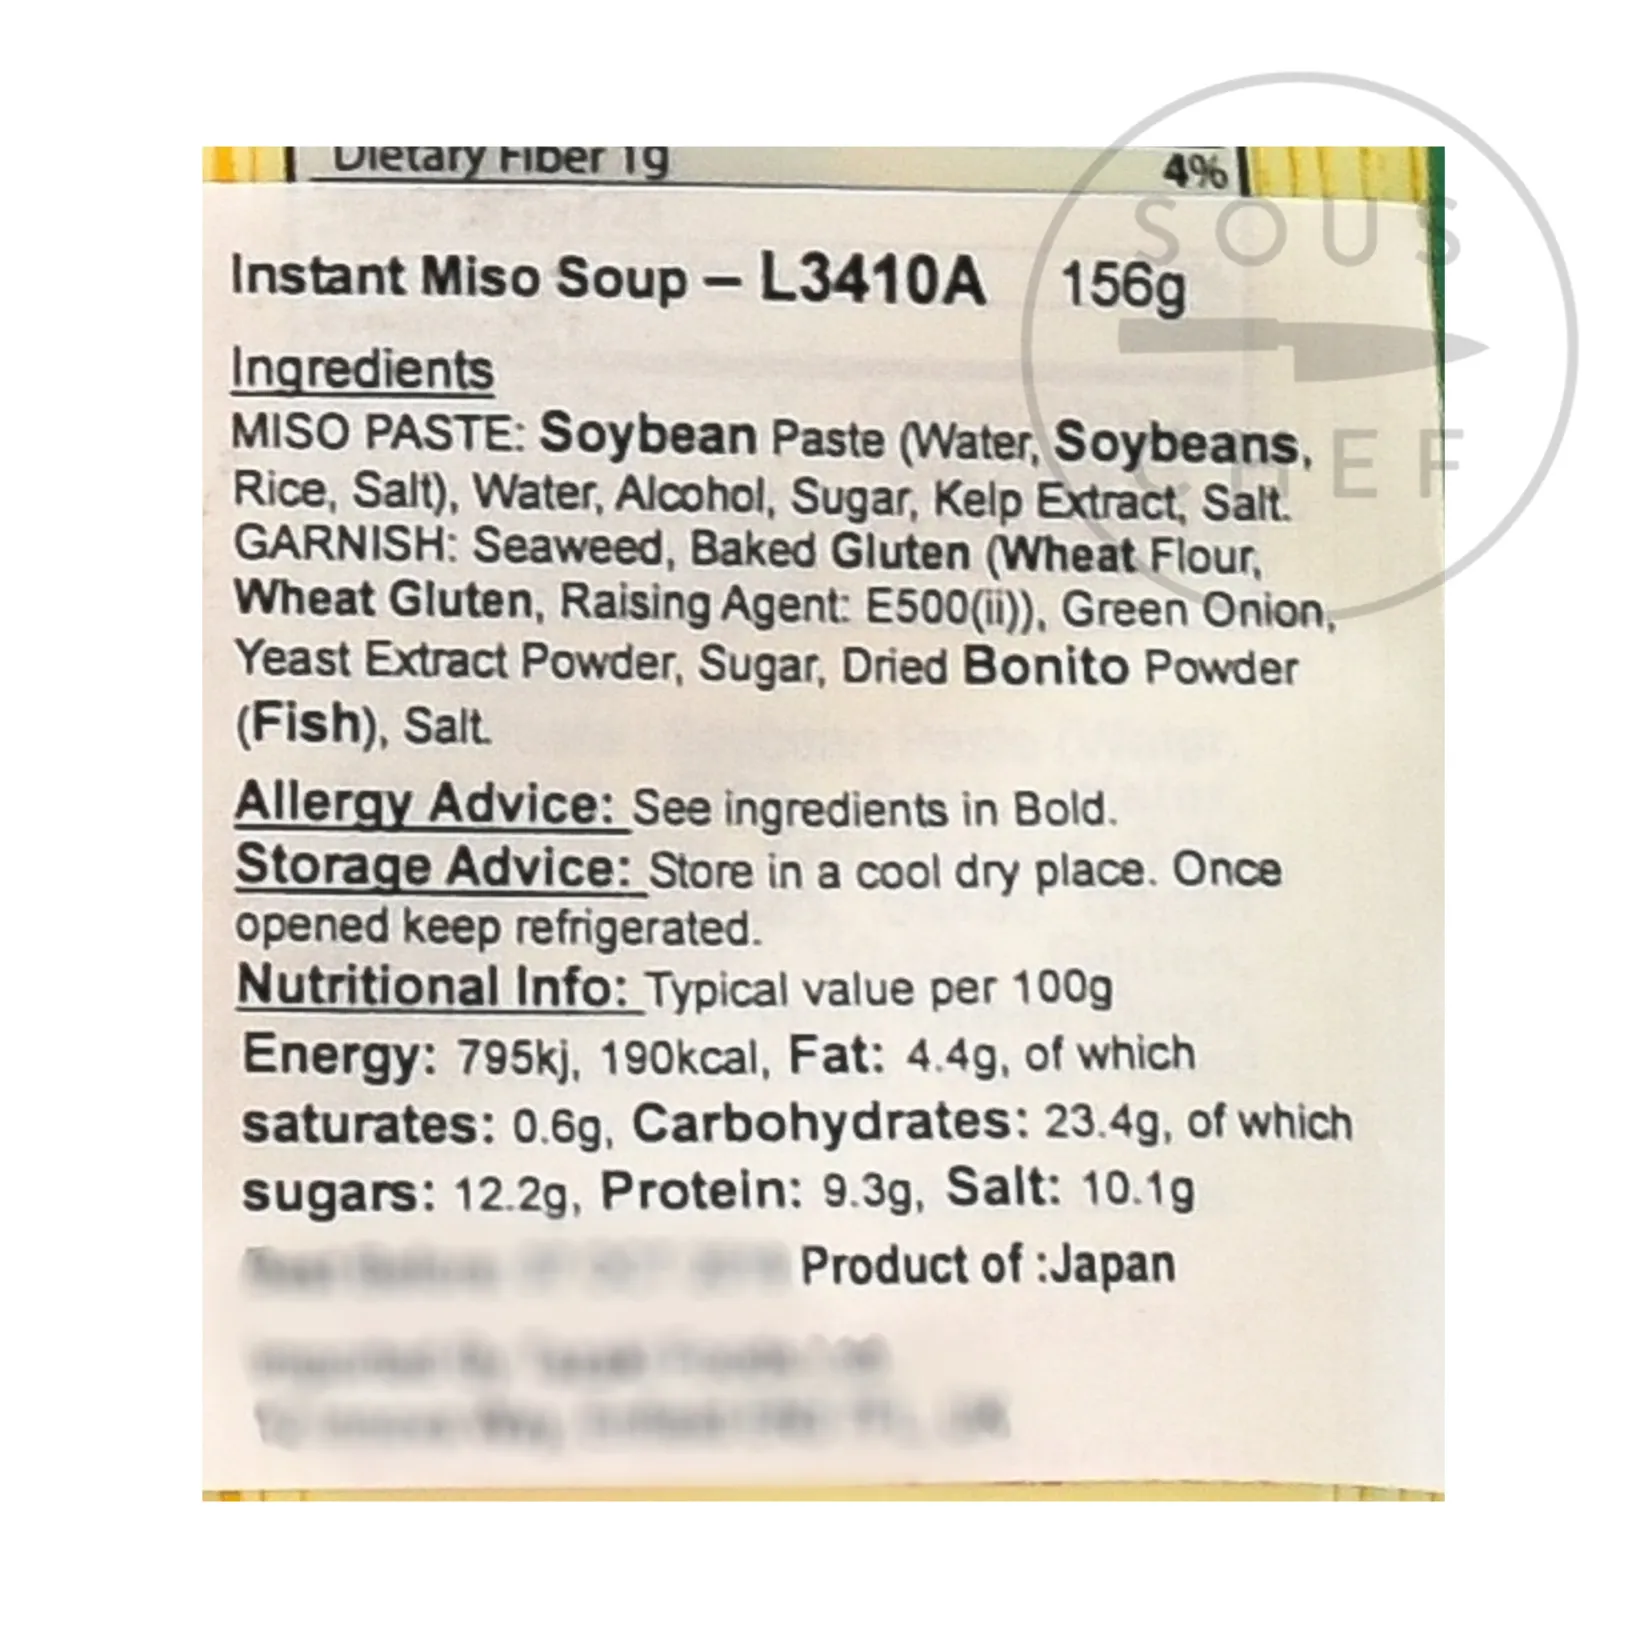 Dietary Fiber 1g 4%
SOUS
CHEF
Instant Miso Soup – L3410A 156g
Ingredients
MISO PASTE: Soybean Paste (Water, Soybeans,
Rice, Salt), Water, Alcohol, Sugar, Kelp Extract, Salt.
GARNISH: Seaweed, Baked Gluten (Wheat Flour,
Wheat Gluten, Raising Agent: E500(ii)), Green Onion,
Yeast Extract Powder, Sugar, Dried Bonito Powder
(Fish), Salt.
Allergy Advice: See ingredients in Bold.
Storage Advice: Store in a cool dry place. Once
opened keep refrigerated.
Nutritional Info: Typical value per 100g
Energy: 795kj, 190kcal, Fat: 4.4g, of which
saturates: 0.6g, Carbohydrates: 23.4g, of which
sugars: 12.2g, Protein: 9.3g, Salt: 10.1g
Product of :Japan